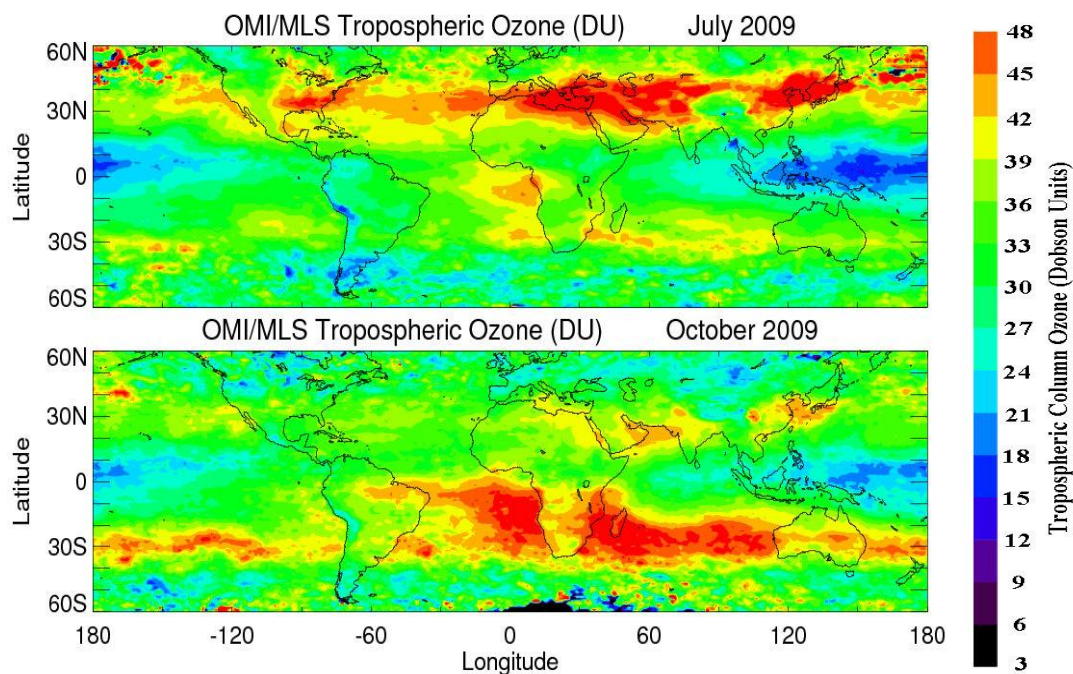 OMI/MLS Tropospheric Ozone (DU) July 2009
60N
30N
0
30S
60S
Latitude
OMI/MLS Tropospheric Ozone (DU) October 2009
60N
30N
0
30S
60S
Latitude
180 -120 -60 0 60 120 180
Longitude
48
45
42
39
36
33
30
27
24
21
18
15
12
9
6
3
Tropospheric Column Ozone (Dobson Units)